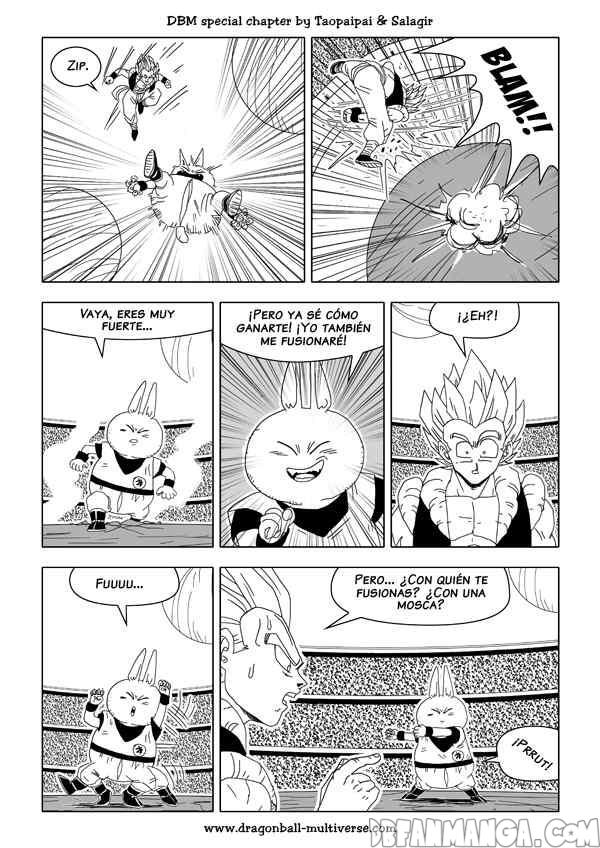 DBM special chapter by Taopaipai & Salagir
Zip.
BLAM!!
Vaya, eres muy
fuerte...
¡Pero ya sé cómo
ganarte! ¡Yo también
me fusionaré!
¡¿Eh?!
Fuuuu...
Pero... ¿Con quién te
fusionas? ¿Con una
mosca?
¡Prrut!
www.dragonball-multiverse.com
DBFANMANGA.COM